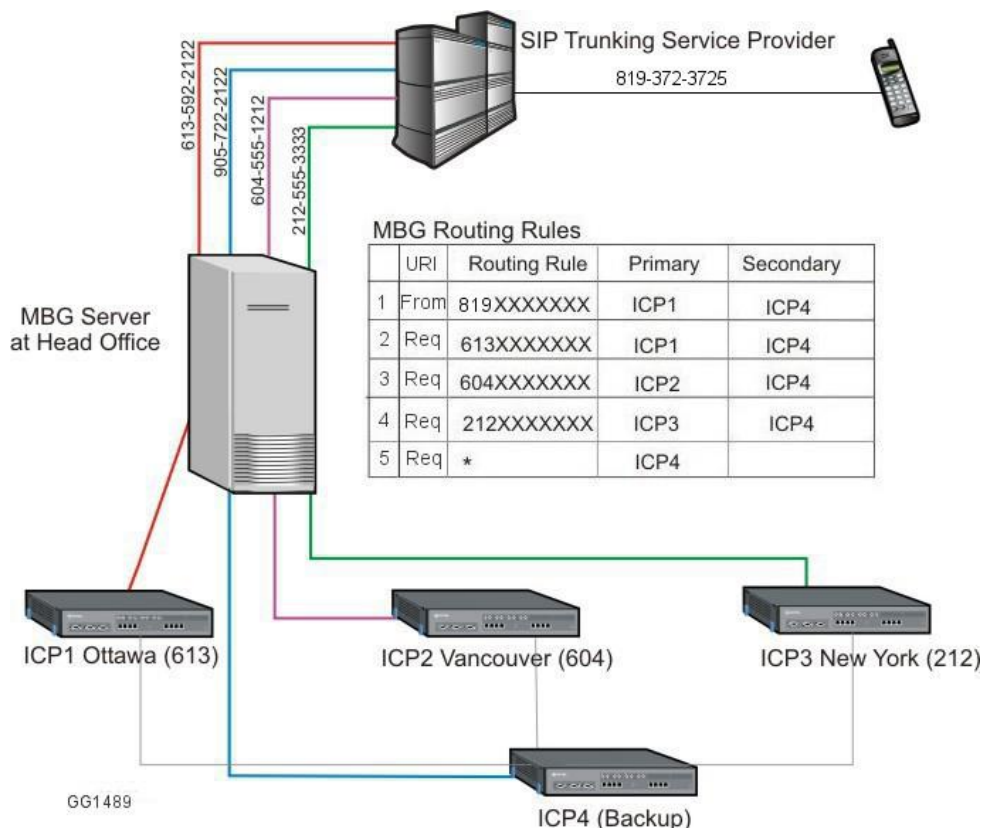 SIP Trunking Service Provider
819-372-3725
613-592-2122
905-722-2122
604-555-1212
212-555-3333
MBG Server
at Head Office
MBG Routing Rules
URI Routing Rule Primary Secondary
1 From 819XXXXXXX ICP1 ICP4
2 Req 613XXXXXXX ICP1 ICP4
3 Req 604XXXXXXX ICP2 ICP4
4 Req 212XXXXXXX ICP3 ICP4
5 Req * ICP4
ICP1 Ottawa (613)
ICP2 Vancouver (604)
ICP3 New York (212)
GG1489
ICP4 (Backup)